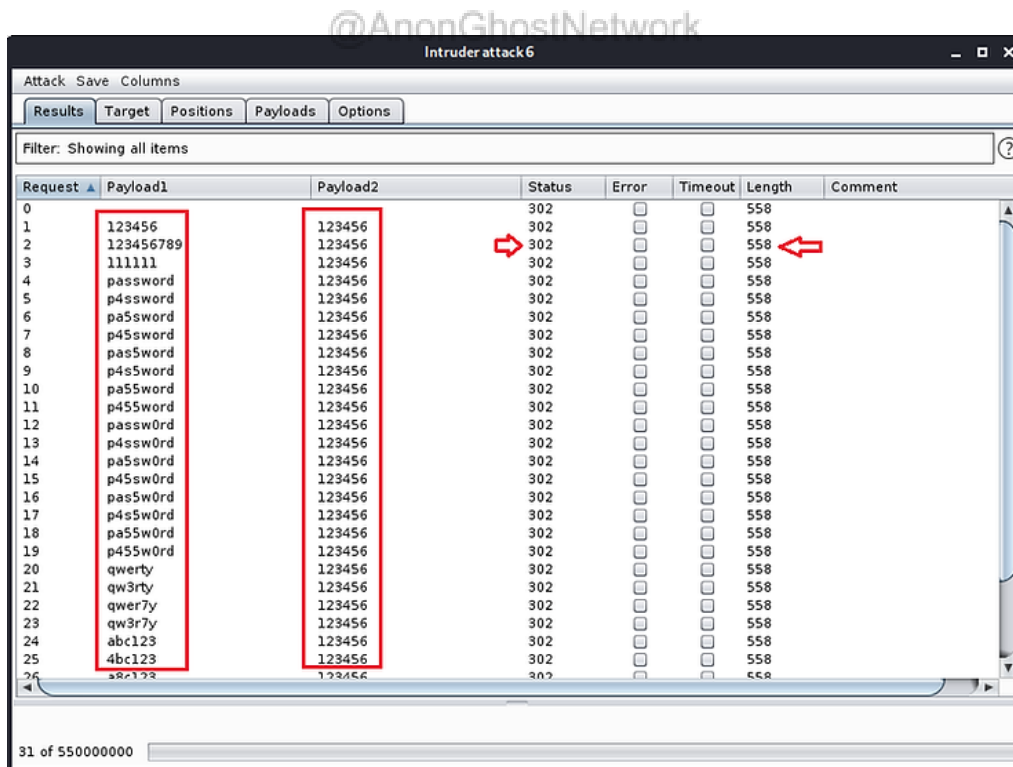 @AnonGhostNetwork
Intruder attack 6
Attack Save Columns
Results Target Positions Payloads Options
Filter: Showing all items ?
Request Payload1 Payload2 Status Error Timeout Length Comment
0 302 558
1 123456 123456 302 558
2 123456789 123456 302 558
3 111111 123456 302 558
4 password 123456 302 558
5 p4ssword 123456 302 558
6 pa5sword 123456 302 558
7 p45sword 123456 302 558
8 pas5word 123456 302 558
9 p4s5word 123456 302 558
10 pa55word 123456 302 558
11 p455word 123456 302 558
12 passw0rd 123456 302 558
13 p4ssw0rd 123456 302 558
14 pa5sw0rd 123456 302 558
15 p45sw0rd 123456 302 558
16 pas5w0rd 123456 302 558
17 p4s5w0rd 123456 302 558
18 pa55w0rd 123456 302 558
19 p455w0rd 123456 302 558
20 qwerty 123456 302 558
21 qw3rty 123456 302 558
22 qwer7y 123456 302 558
23 qw3r7y 123456 302 558
24 abc123 123456 302 558
25 4bc123 123456 302 558
26 a8c123 123456 302 558
31 of 550000000